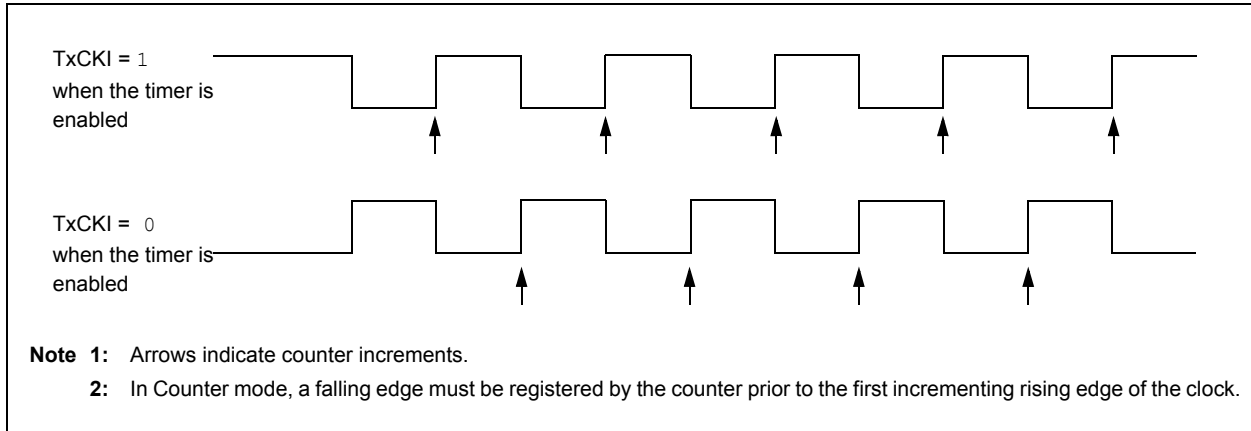 TxCKI = 1
when the timer is
enabled
TxCKI = 0
when the timer is
enabled
Note 1: Arrows indicate counter increments.
2: In Counter mode, a falling edge must be registered by the counter prior to the first incrementing rising edge of the clock.